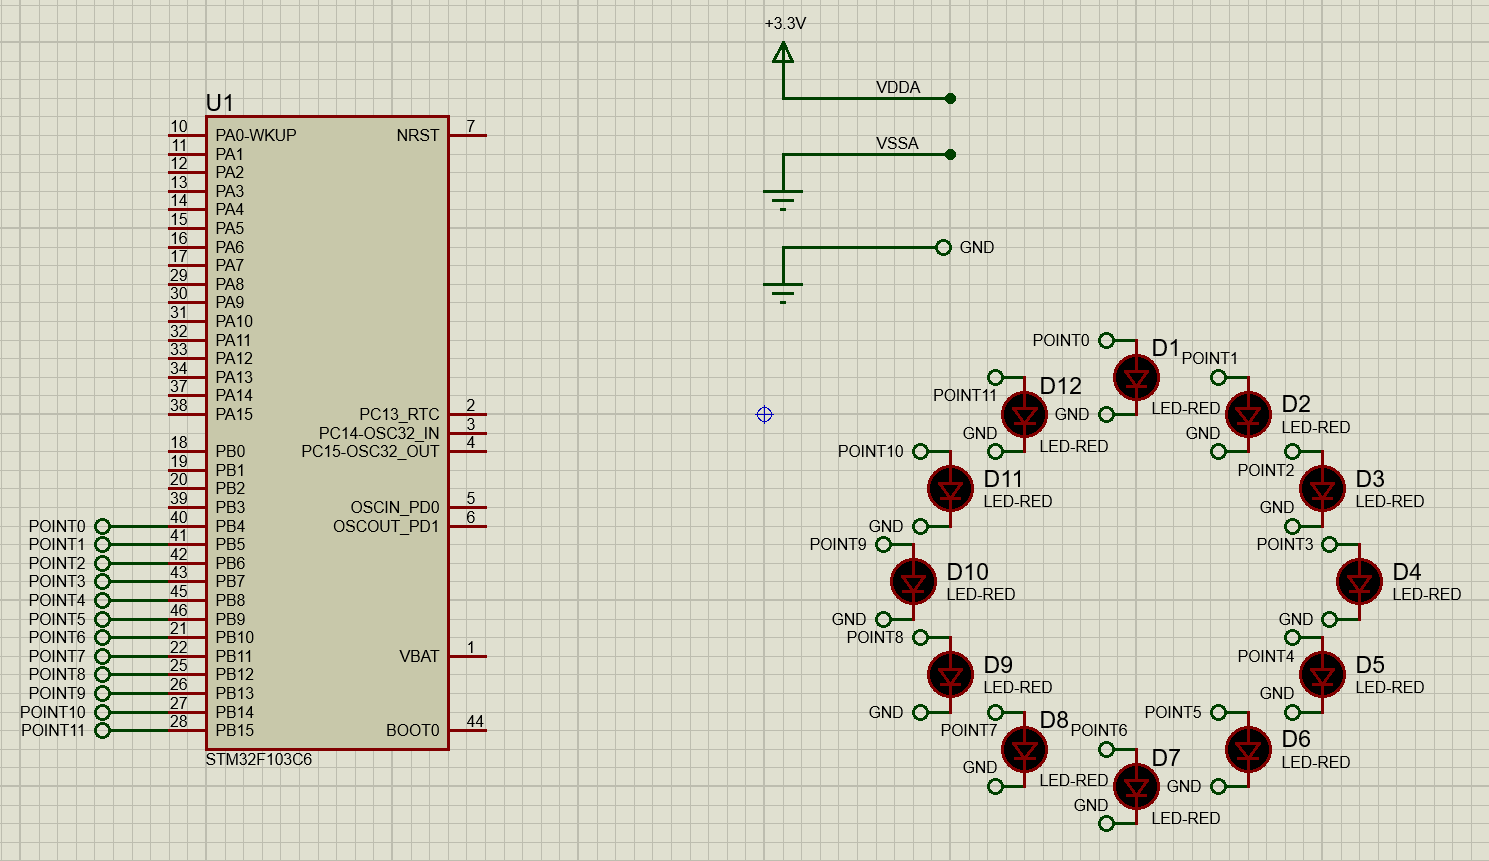 +3.3V
VDDA
VSSA
GND
U1
10 PA0-WKUP NRST 7
11 PA1
12 PA2
13 PA3
14 PA4
15 PA5
16 PA6
17 PA7
29 PA8
30 PA9
31 PA10
32 PA11
33 PA12
34 PA13
37 PA14
38 PA15 PC13_RTC 2
PC14-OSC32_IN 3
18 PB0 PC15-OSC32_OUT 4
19 PB1
20 PB2
39 PB3 OSCIN_PD0 5
POINT0 40 PB4 OSCOUT_PD1 6
POINT1 41 PB5
POINT2 42 PB6
POINT3 43 PB7
POINT4 45 PB8
POINT5 46 PB9
POINT6 21 PB10
POINT7 22 PB11 VBAT 1
POINT8 25 PB12
POINT9 26 PB13
POINT10 27 PB14
POINT11 28 PB15 BOOT0 44
STM32F103C6
POINT0
D1
GND
LED-RED
POINT1
D2
GND
LED-RED
POINT2
D3
GND
LED-RED
POINT3
D4
GND
LED-RED
POINT4
D5
GND
LED-RED
POINT5
D6
GND
LED-RED
POINT6
D7
GND
LED-RED
POINT7
D8
GND
LED-RED
POINT8
D9
GND
LED-RED
POINT9
D10
GND
LED-RED
POINT10
D11
GND
LED-RED
POINT11
D12
GND
LED-RED